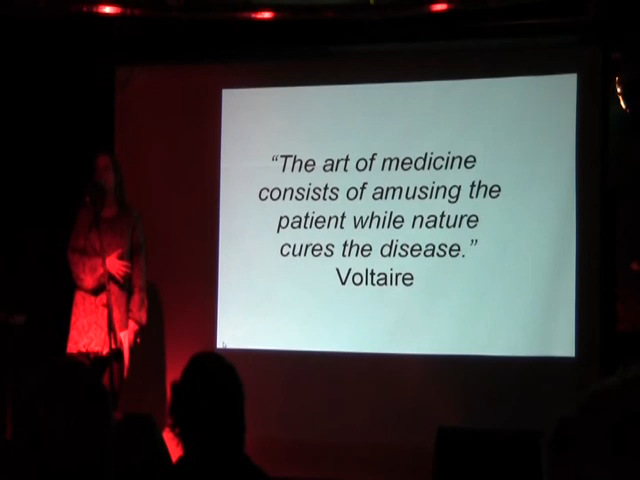 “The art of medicine
consists of amusing the
patient while nature
cures the disease.”
Voltaire